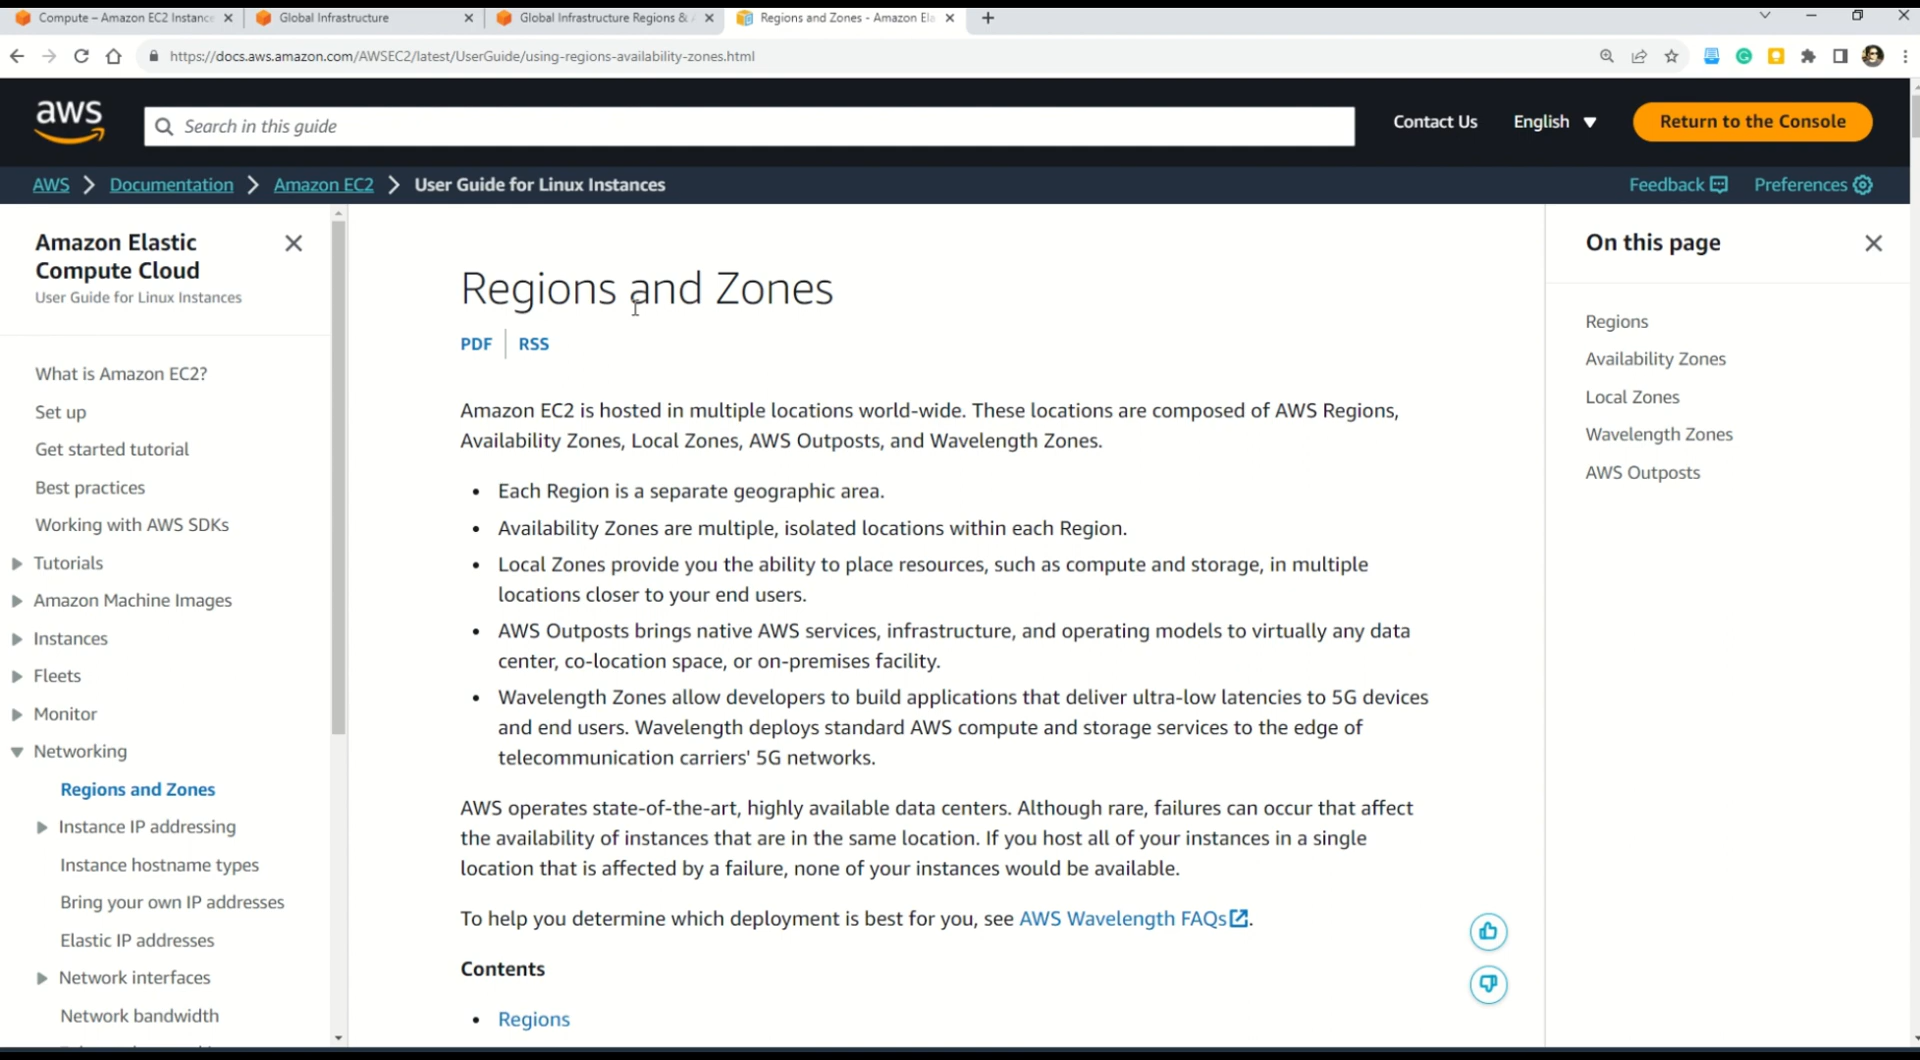 Compute – Amazon EC2 Instance
Global Infrastructure
Global Infrastructure Regions &
Regions and Zones - Amazon Ela
https://docs.aws.amazon.com/AWSEC2/latest/UserGuide/using-regions-availability-zones.html
aws
Search in this guide
Contact Us
English
Return to the Console
AWS
Documentation
Amazon EC2
User Guide for Linux Instances
Feedback
Preferences
Amazon Elastic
Compute Cloud
User Guide for Linux Instances
What is Amazon EC2?
Set up
Get started tutorial
Best practices
Working with AWS SDKs
Tutorials
Amazon Machine Images
Instances
Fleets
Monitor
Networking
Regions and Zones
Instance IP addressing
Instance hostname types
Bring your own IP addresses
Elastic IP addresses
Network interfaces
Network bandwidth
Regions and Zones
PDF
RSS
Amazon EC2 is hosted in multiple locations world-wide. These locations are composed of AWS Regions,
Availability Zones, Local Zones, AWS Outposts, and Wavelength Zones.
• Each Region is a separate geographic area.
• Availability Zones are multiple, isolated locations within each Region.
• Local Zones provide you the ability to place resources, such as compute and storage, in multiple
locations closer to your end users.
• AWS Outposts brings native AWS services, infrastructure, and operating models to virtually any data
center, co-location space, or on-premises facility.
• Wavelength Zones allow developers to build applications that deliver ultra-low latencies to 5G devices
and end users. Wavelength deploys standard AWS compute and storage services to the edge of
telecommunication carriers' 5G networks.
AWS operates state-of-the-art, highly available data centers. Although rare, failures can occur that affect
the availability of instances that are in the same location. If you host all of your instances in a single
location that is affected by a failure, none of your instances would be available.
To help you determine which deployment is best for you, see AWS Wavelength FAQs.
Contents
• Regions
On this page
Regions
Availability Zones
Local Zones
Wavelength Zones
AWS Outposts